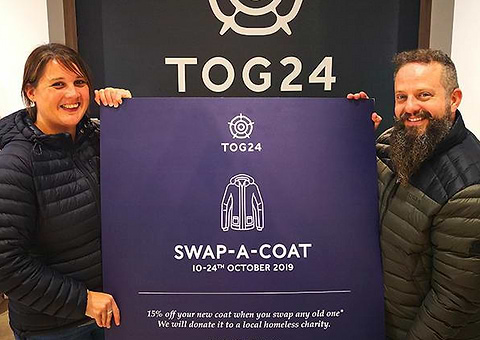 TOG24
TOG24
SWAP-A-COAT
10-24TH OCTOBER 2019
15% off your new coat when you swap any old one*
We will donate it to a local homeless charity.